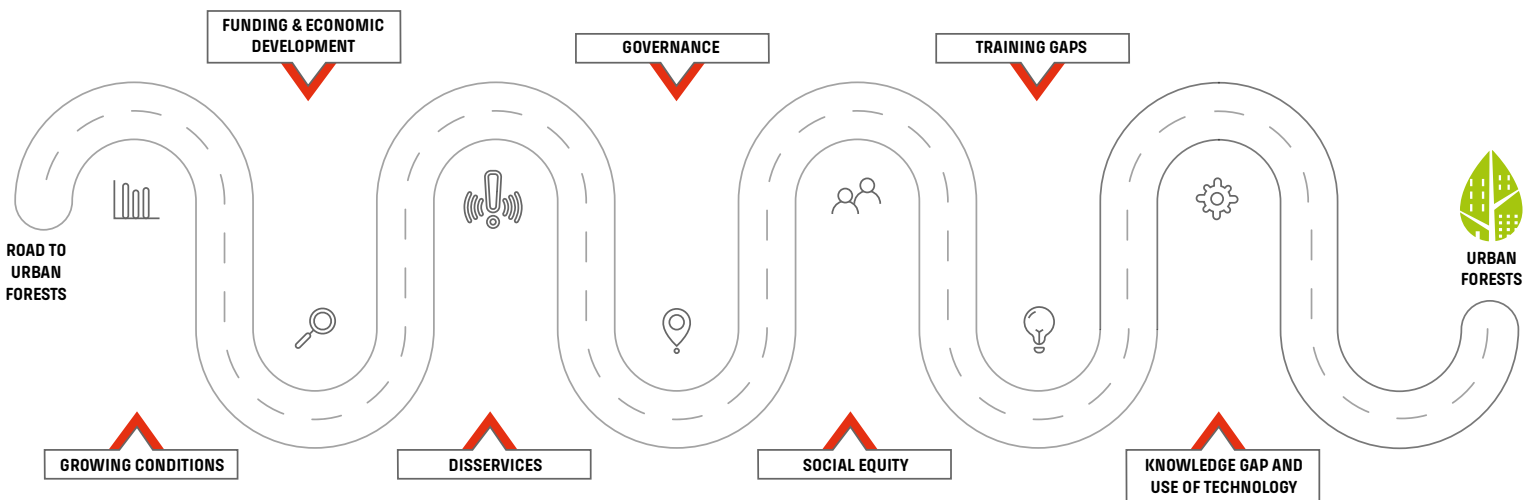 FUNDING & ECONOMIC
DEVELOPMENT
GOVERNANCE
TRAINING GAPS
ROAD TO
URBAN
FORESTS
URBAN
FORESTS
GROWING CONDITIONS
DISSERVICES
SOCIAL EQUITY
KNOWLEDGE GAP AND
USE OF TECHNOLOGY